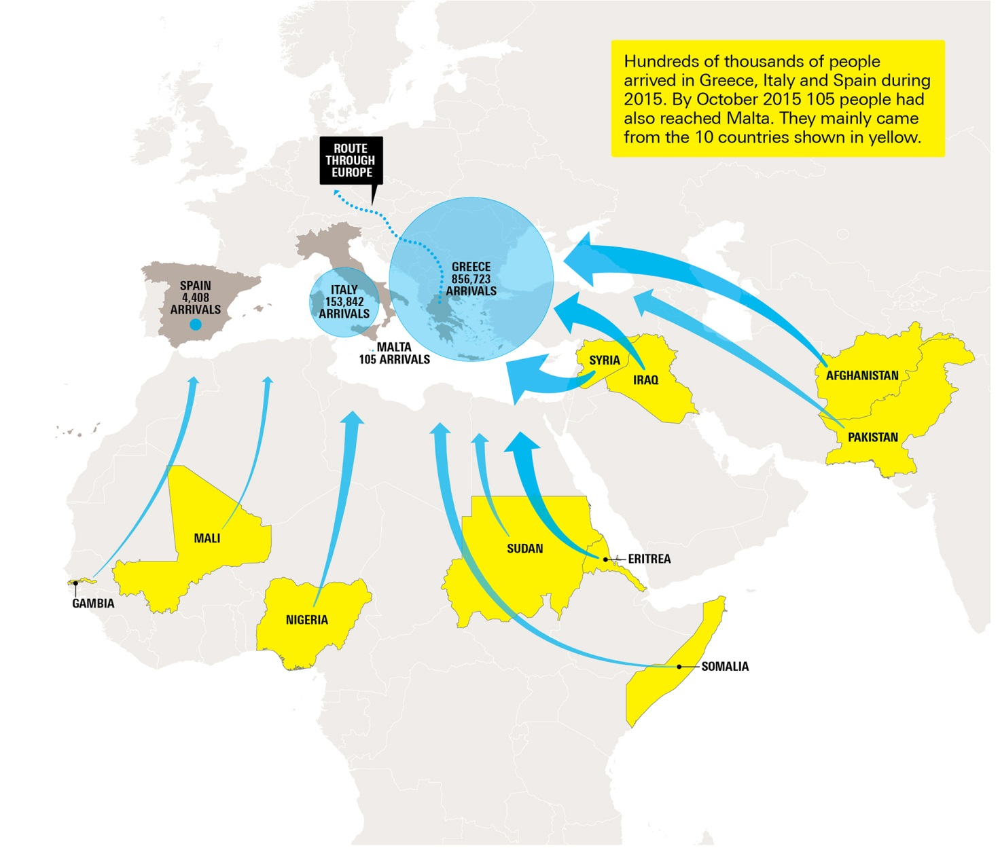 Hundreds of thousands of people
arrived in Greece, Italy and Spain during
2015. By October 2015 105 people had
also reached Malta. They mainly came
from the 10 countries shown in yellow.
ROUTE
THROUGH
EUROPE
GREECE
856,723
ARRIVALS
SPAIN
4,408
ARRIVALS
ITALY
153,842
ARRIVALS
MALTA
105 ARRIVALS
SYRIA
IRAQ
AFGHANISTAN
PAKISTAN
MALI
SUDAN
ERITREA
GAMBIA
NIGERIA
SOMALIA